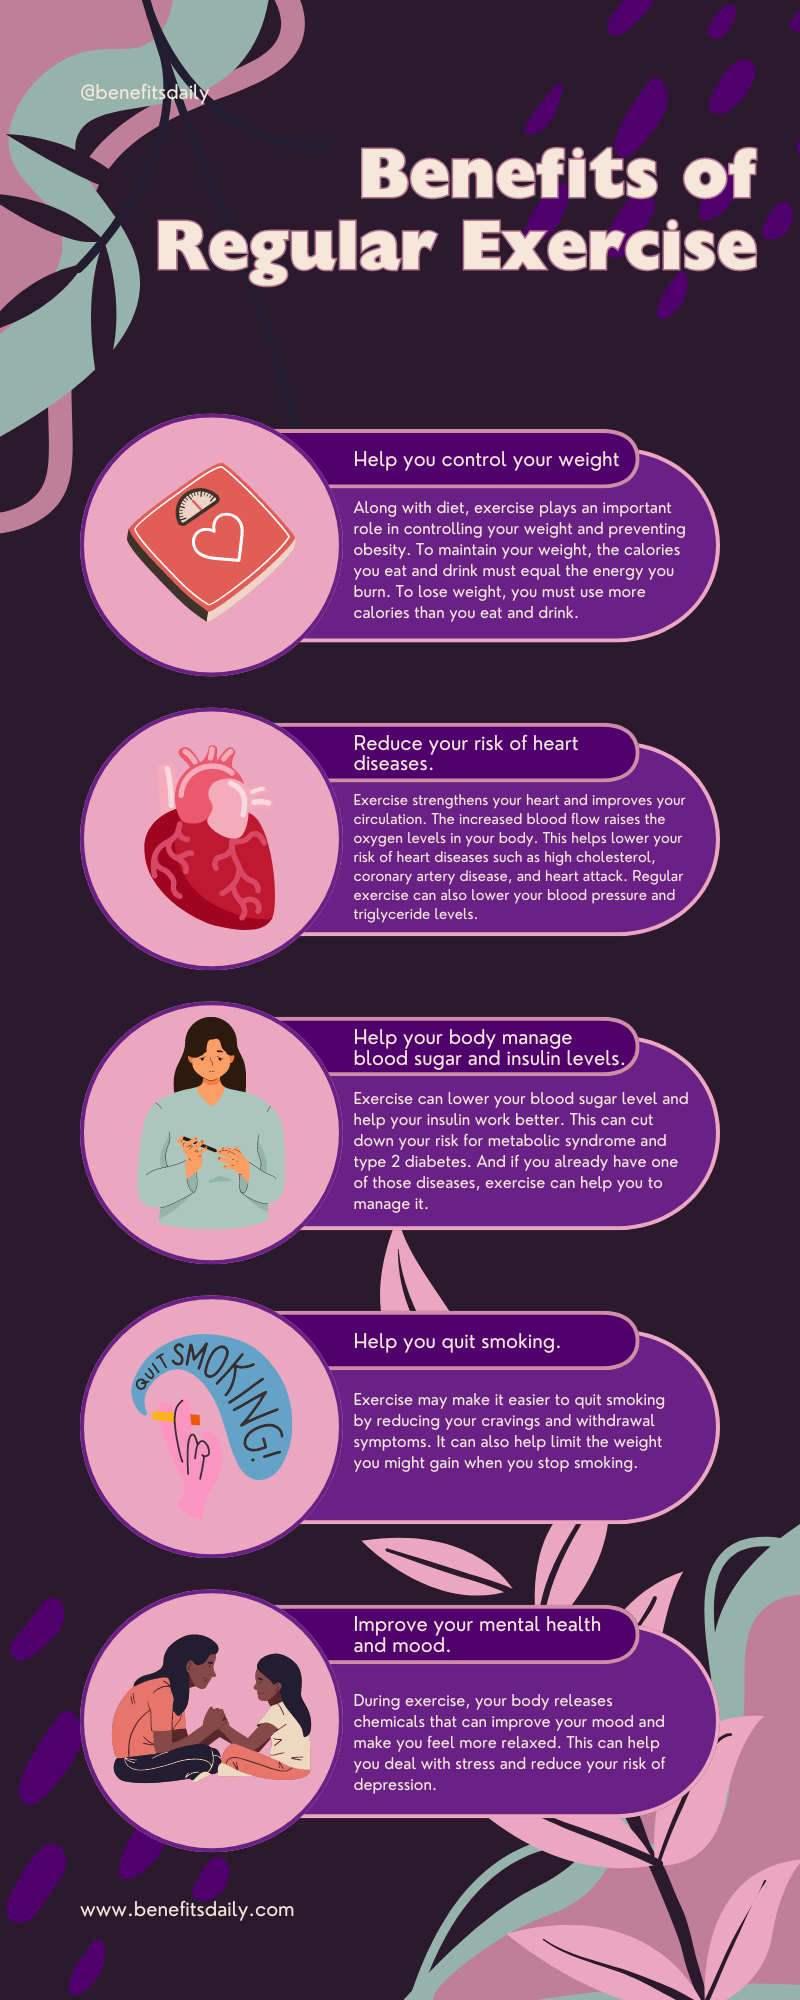 @benefitsdaily
Benefits of
Regular Exercise
Help you control your weight
Along with diet, exercise plays an important
role in controlling your weight and preventing
obesity. To maintain your weight, the calories
you eat and drink must equal the energy you
burn. To lose weight, you must use more
calories than you eat and drink.
Reduce your risk of heart
diseases.
Exercise strengthens your heart and improves your
circulation. The increased blood flow raises the
oxygen levels in your body. This helps lower your
risk of heart diseases such as high cholesterol,
coronary artery disease, and heart attack. Regular
exercise can also lower your blood pressure and
triglyceride levels.
Help your body manage
blood sugar and insulin levels.
Exercise can lower your blood sugar level and
help your insulin work better. This can cut
down your risk for metabolic syndrome and
type 2 diabetes. And if you already have one
of those diseases, exercise can help you to
manage it.
QUIT SMOKING!
Help you quit smoking.
Exercise may make it easier to quit smoking
by reducing your cravings and withdrawal
symptoms. It can also help limit the weight
you might gain when you stop smoking.
Improve your mental health
and mood.
During exercise, your body releases
chemicals that can improve your mood and
make you feel more relaxed. This can help
you deal with stress and reduce your risk of
depression.
www.benefitsdaily.com